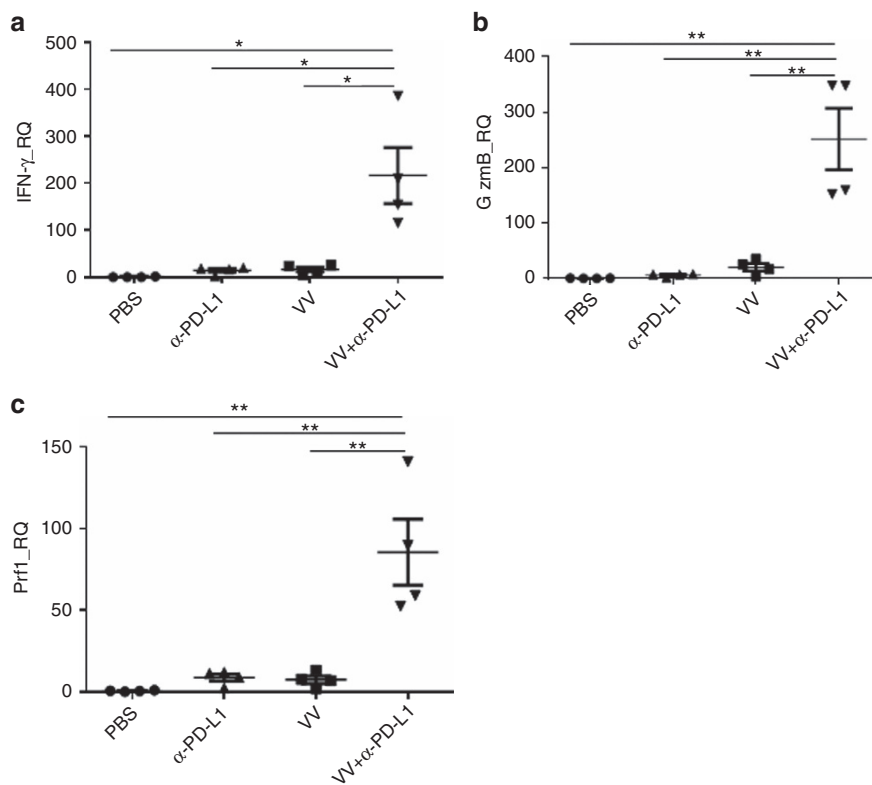 a
*
*
*
500
400
300
200
100
0
IFN-γ_RQ
PBS
α-PD-L1
VV
VV+α-PD-L1
b
**
**
**
400
300
200
100
0
G zmB_RQ
PBS
α-PD-L1
VV
VV+α-PD-L1
c
**
**
**
150
100
50
0
Prf1_RQ
PBS
α-PD-L1
VV
VV+α-PD-L1